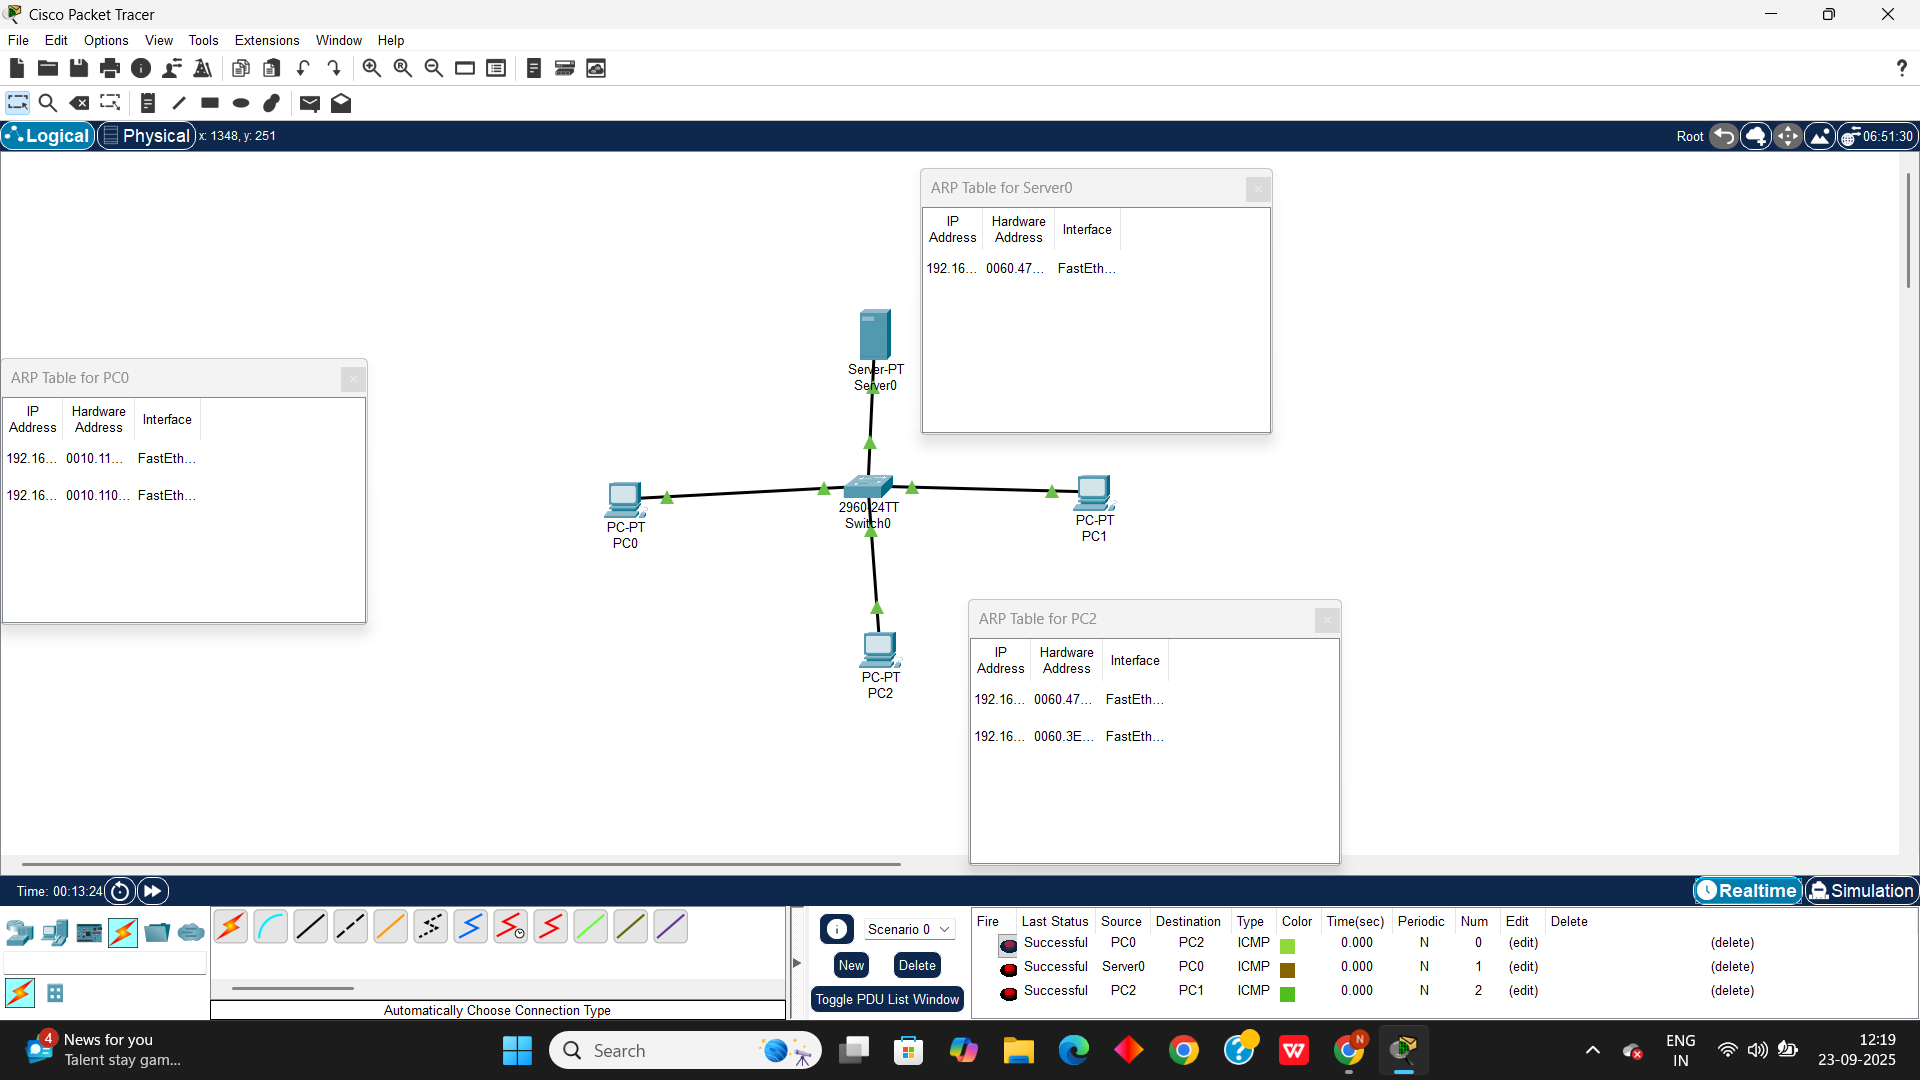 Cisco Packet Tracer
File Edit Options View Tools Extensions Window Help
?
Logical Physical x: 1348, y: 251 Root 06:51:30
ARP Table for Server0
IP Address Hardware Address Interface
192.16... 0060.47... FastEth...
Server-PT
Server0
ARP Table for PC0
IP Address Hardware Address Interface
192.16... 0010.11... FastEth...
192.16... 0010.110... FastEth...
PC-PT
PC0
2960-24TT
Switch0
PC-PT
PC1
PC-PT
PC2
ARP Table for PC2
IP Address Hardware Address Interface
192.16... 0060.47... FastEth...
192.16... 0060.3E... FastEth...
Time: 00:13:24 Realtime Simulation
Automatically Choose Connection Type
Scenario 0
New Delete
Toggle PDU List Window
Fire Last Status Source Destination Type Color Time(sec) Periodic Num Edit Delete
Successful PC0 PC2 ICMP 0.000 N 0 (edit) (delete)
Successful Server0 PC0 ICMP 0.000 N 1 (edit) (delete)
Successful PC2 PC1 ICMP 0.000 N 2 (edit) (delete)
4 News for you
Talent stay gam...
Search
W
N
ENG
IN
12:19
23-09-2025